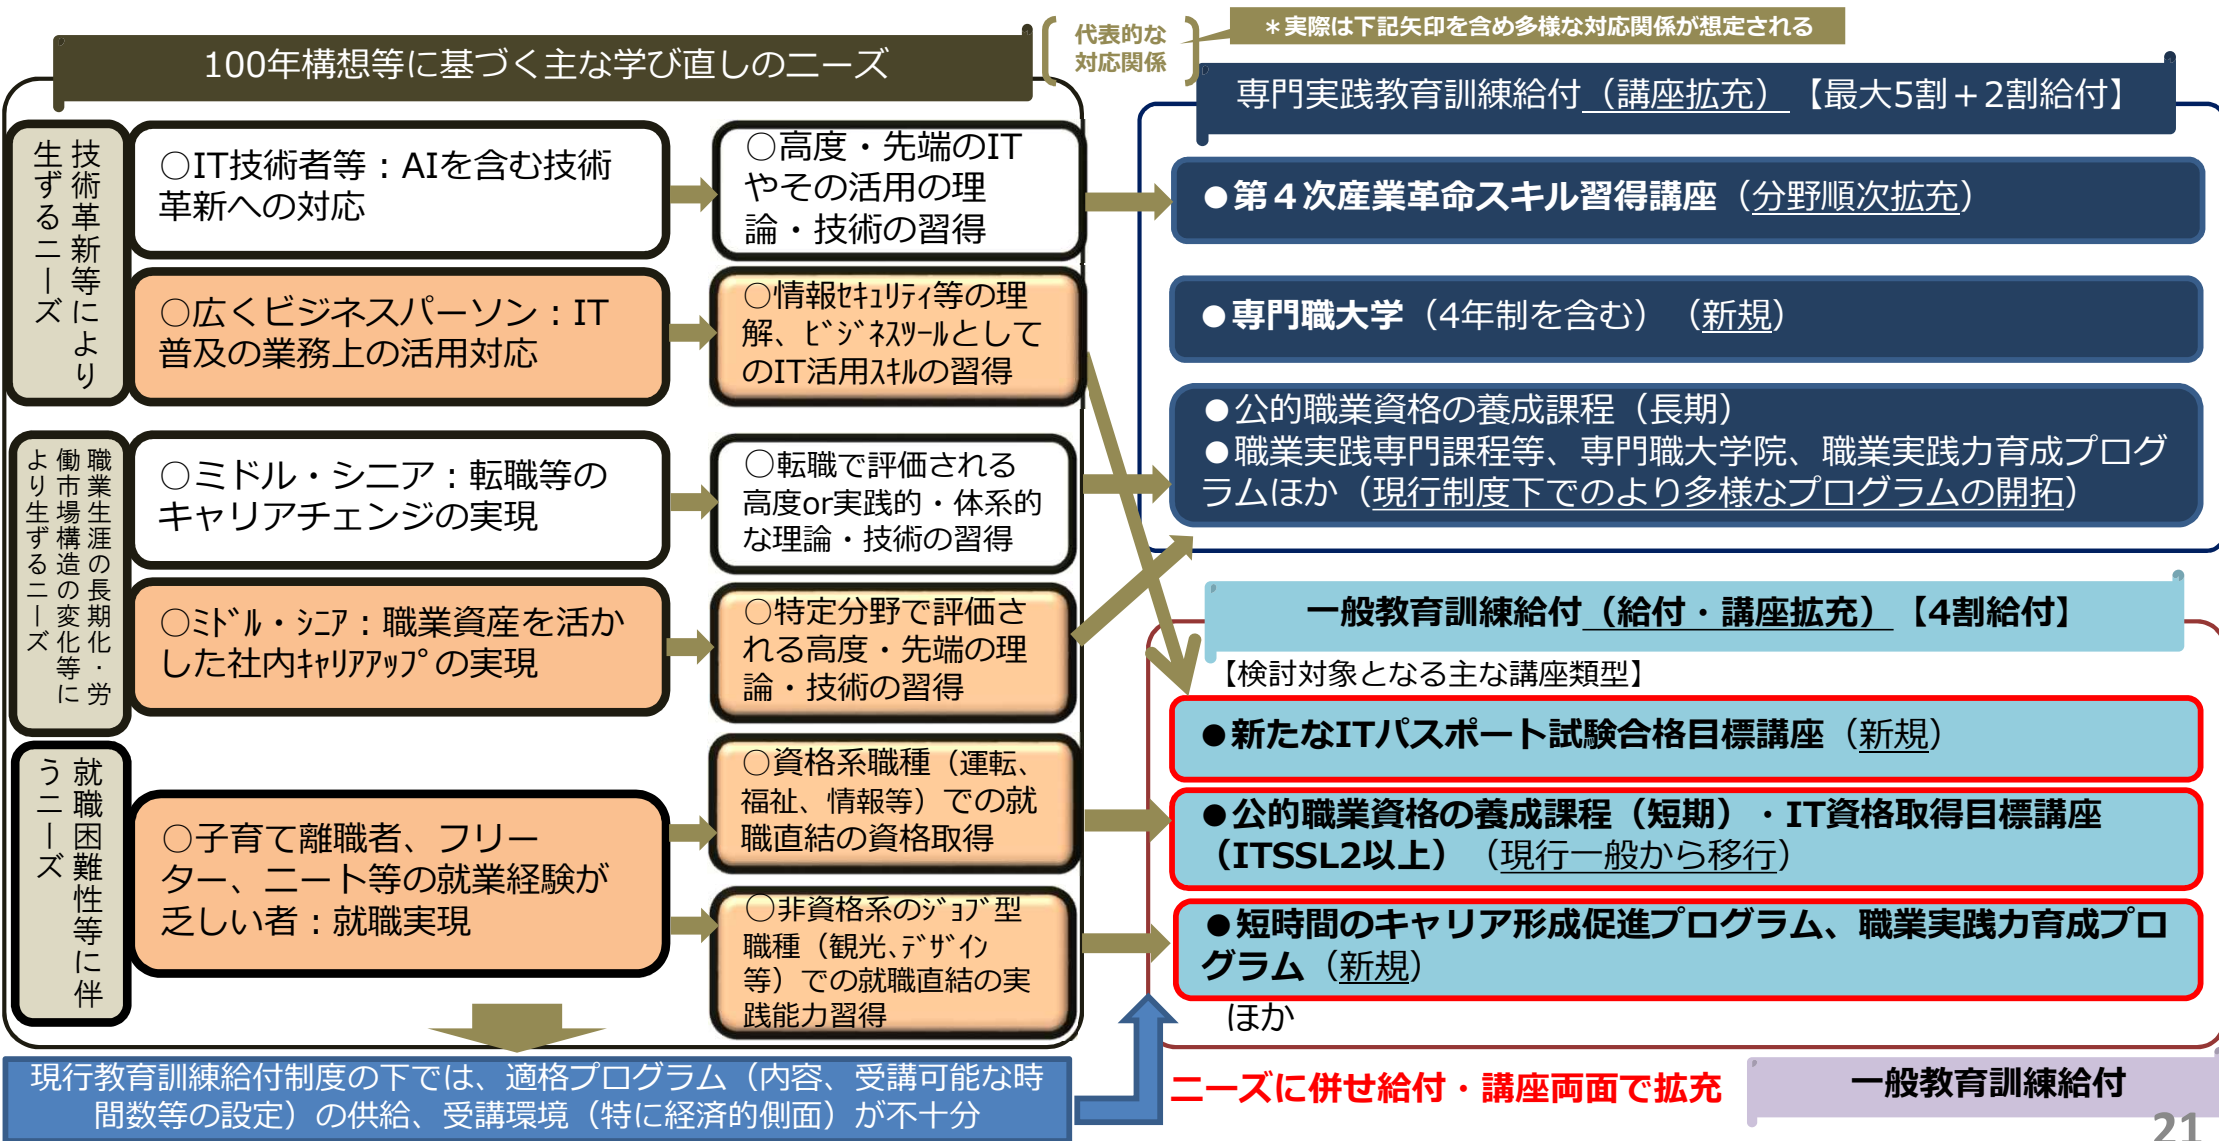 代表的な
対応関係
＊実際は下記矢印を含め多様な対応関係が想定される
100年構想等に基づく主な学び直しのニーズ
技術革新等により
生ずるニーズ
○IT技術者等：AIを含む技術
革新への対応
○高度・先端のIT
やその活用の理
論・技術の習得
○広くビジネスパーソン：IT
普及の業務上の活用対応
○情報ｾｷｭﾘﾃｨ等の理
解、ﾋﾞｼﾞﾈｽﾂｰﾙとして
のIT活用ｽｷﾙの習得
職業生涯の長期化・労
働市場構造の変化等に
より生ずるニーズ
○ミドル・シニア：転職等の
キャリアチェンジの実現
○転職で評価される
高度or実践的・体系的
な理論・技術の習得
○ﾐﾄﾞﾙ・ｼﾆｱ：職業資産を活か
した社内ｷｬﾘｱｱｯﾌﾟの実現
○特定分野で評価さ
れる高度・先端の理
論・技術の習得
就職困難性等に伴
うニーズ
○子育て離職者、フリー
ター、ニート等の就業経験が
乏しい者：就職実現
○資格系職種（運転、
福祉、情報等）での就
職直結の資格取得
○非資格系のｼﾞｮﾌﾞ型
職種（観光、ﾃﾞｻﾞｲﾝ
等）での就職直結の実
践能力習得
現行教育訓練給付制度の下では、適格プログラム（内容、受講可能な時
間数等の設定）の供給、受講環境（特に経済的側面）が不十分
専門実践教育訓練給付（講座拡充）【最大5割＋2割給付】
●第４次産業革命スキル習得講座（分野順次拡充）
●専門職大学（4年制を含む）（新規）
●公的職業資格の養成課程（長期）
●職業実践専門課程等、専門職大学院、職業実践力育成プログ
ラムほか（現行制度下でのより多様なプログラムの開拓）
一般教育訓練給付（給付・講座拡充）【4割給付】
【検討対象となる主な講座類型】
●新たなITパスポート試験合格目標講座（新規）
●公的職業資格の養成課程（短期）・IT資格取得目標講座
（ITSSL2以上）（現行一般から移行）
●短時間のキャリア形成促進プログラム、職業実践力育成プロ
グラム（新規）
ほか
ニーズに併せ給付・講座両面で拡充
一般教育訓練給付
21